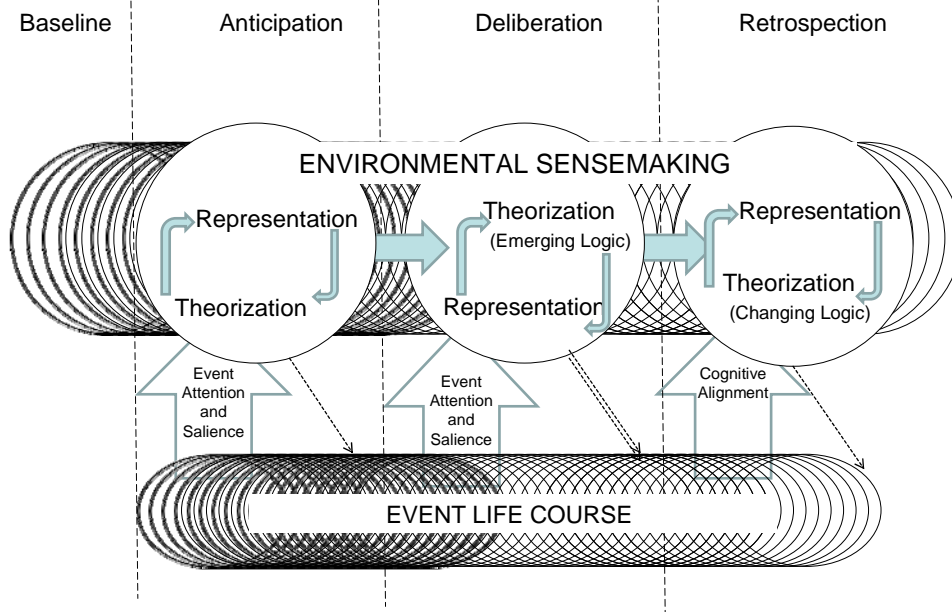 Baseline
Anticipation
Deliberation
Retrospection
ENVIRONMENTAL SENSEMAKING
Representation
Theorization
Theorization
(Emerging Logic)
Representation
Representation
Theorization
(Changing Logic)
Event
Attention
and
Salience
Event
Attention
and
Salience
Cognitive
Alignment
EVENT LIFE COURSE